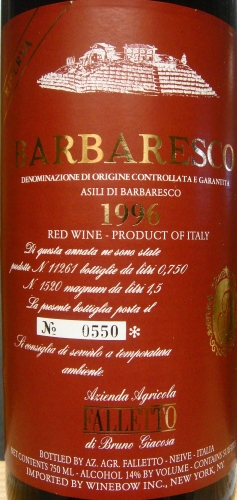 BARBARESCO
DENOMINAZIONE DI ORIGINE CONTROLLATA E GARANTITA
ASILI DI BARBARESCO
1996
RED WINE - PRODUCT OF ITALY
Di questa annata ne sono state
prodotte N 11261 bottiglie da litri 0,750
N 1520 magnum da litri 1,5
La presente bottiglia porta il
No 0550 *
Si consiglia di servirlo a temperatura
ambiente.
Azienda Agricola
FALLETTO
di Bruno Giacosa
BOTTLED BY AZ. AGR. FALLETTO - NEIVE - ITALIA
NET CONTENTS 750 ML - ALCOHOL 14% BY VOLUME - CONTAINS
IMPORTED BY WINEBOW INC., NEW YORK, NY